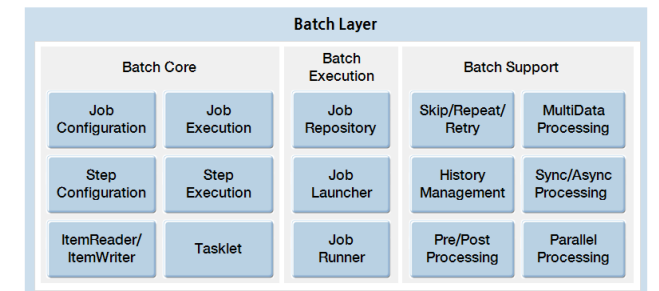 Batch Layer
Batch Core
Job
Configuration
Job
Execution
Step
Configuration
Step
Execution
ItemReader/
ItemWriter
Tasklet
Batch
Execution
Job
Repository
Job
Launcher
Job
Runner
Batch Support
Skip/Repeat/
Retry
MultiData
Processing
History
Management
Sync/Async
Processing
Pre/Post
Processing
Parallel
Processing